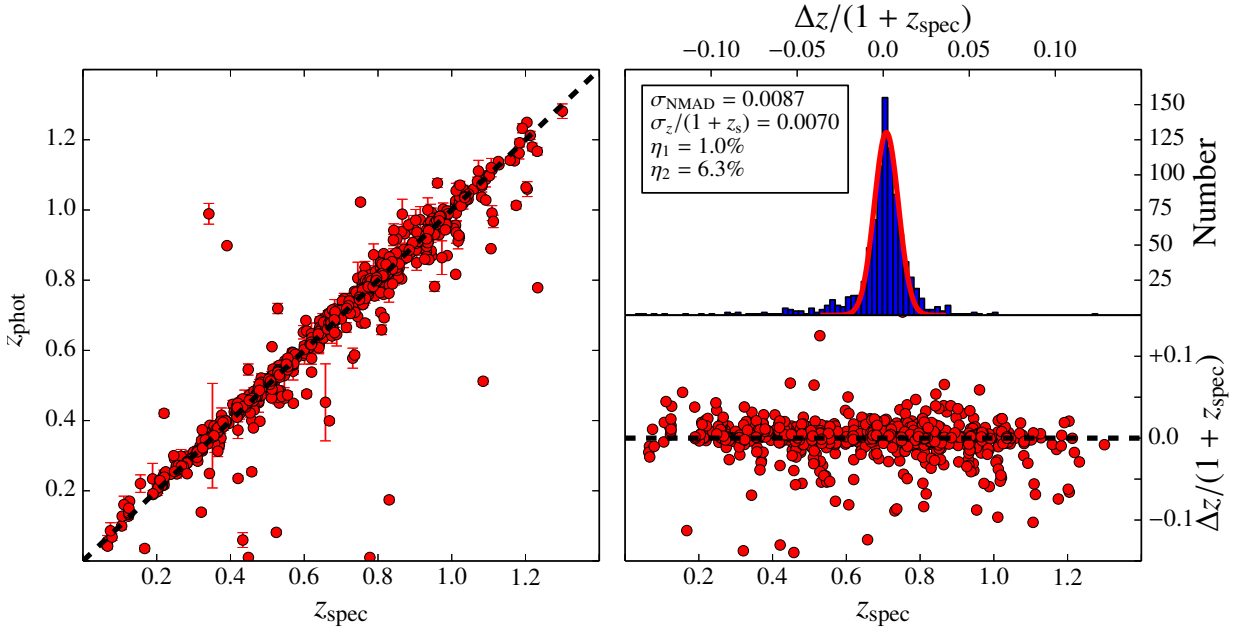 1.2
1.0
0.8
0.6
0.4
0.2
z_phot
0.2 0.4 0.6 0.8 1.0 1.2
z_spec
Δz/(1 + z_spec)
−0.10 −0.05 0.0 0.05 0.10
σ_NMAD = 0.0087
σ_z/(1 + z_s) = 0.0070
η_1 = 1.0%
η_2 = 6.3%
150
125
100
75
50
25
Number
+0.1
0.0
-0.1
Δz/(1 + z_spec)
0.2 0.4 0.6 0.8 1.0 1.2
z_spec